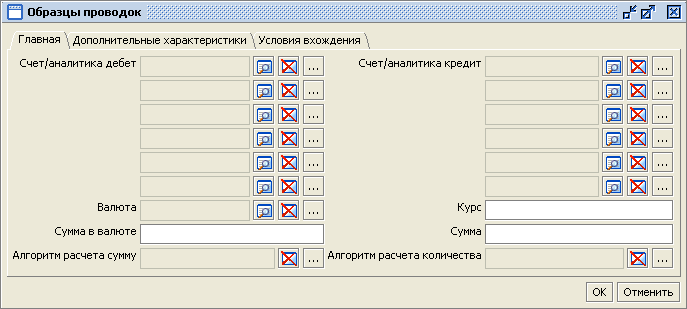 Образцы проводок
Главная Дополнительные характеристики Условия вхождения
Счет/аналитика дебет ... Счет/аналитика кредит ...
... ...
... ...
... ...
... ...
... ...
Валюта ... Курс
Сумма в валюте Сумма
Алгоритм расчета сумму ... Алгоритм расчета количества ...
OK Отменить